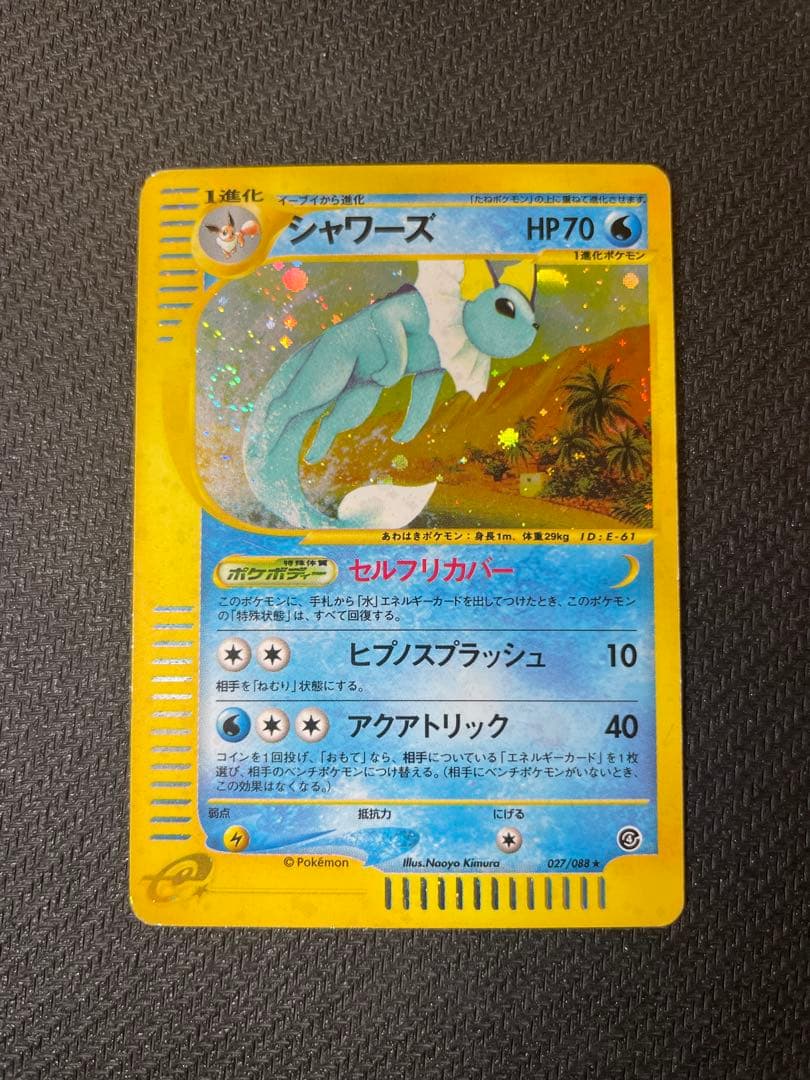 1進化 イーブイから進化 「たねポケモン」の上に重ねて進化させます。
シャワーズ HP70
1進化ポケモン
あわはきポケモン：身長1m、体重29kg ID:E-61
特殊体質
ポケボディー セルフリカバー
このポケモンに、手札から「水」エネルギーカードを出してつけたとき、このポケモン
の「特殊状態」は、すべて回復する。
ヒプノスプラッシュ 10
相手を「ねむり」状態にする。
アクアトリック 40
コインを1回投げ、「おもて」なら、相手についている「エネルギーカード」を1枚
選び、相手のベンチポケモンにつけ替える。（相手にベンチポケモンがいないとき、
この効果はなくなる。）
弱点 抵抗力 にげる
© Pokémon Illus. Naoyo Kimura 027/088 ★
e